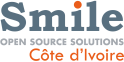 Smile
OPEN SOURCE SOLUTIONS
Côte d'Ivoire